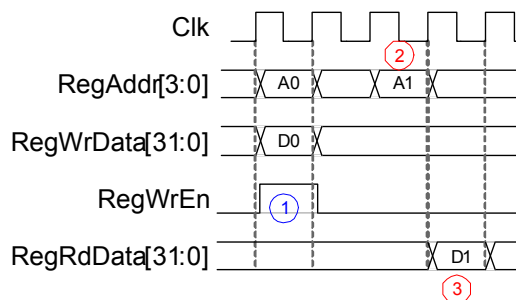 Clk
2
RegAddr[3:0] A0 A1
RegWrData[31:0] D0
RegWrEn 1
RegRdData[31:0] D1
3